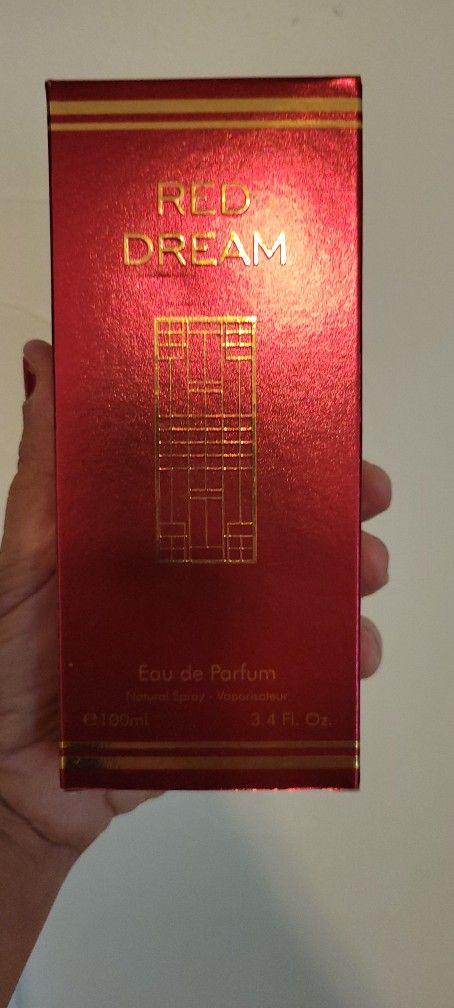 RED
DREAM
Eau de Parfum
Natural Spray - Vaporisateur
℮100ml 3.4 Fl. Oz.